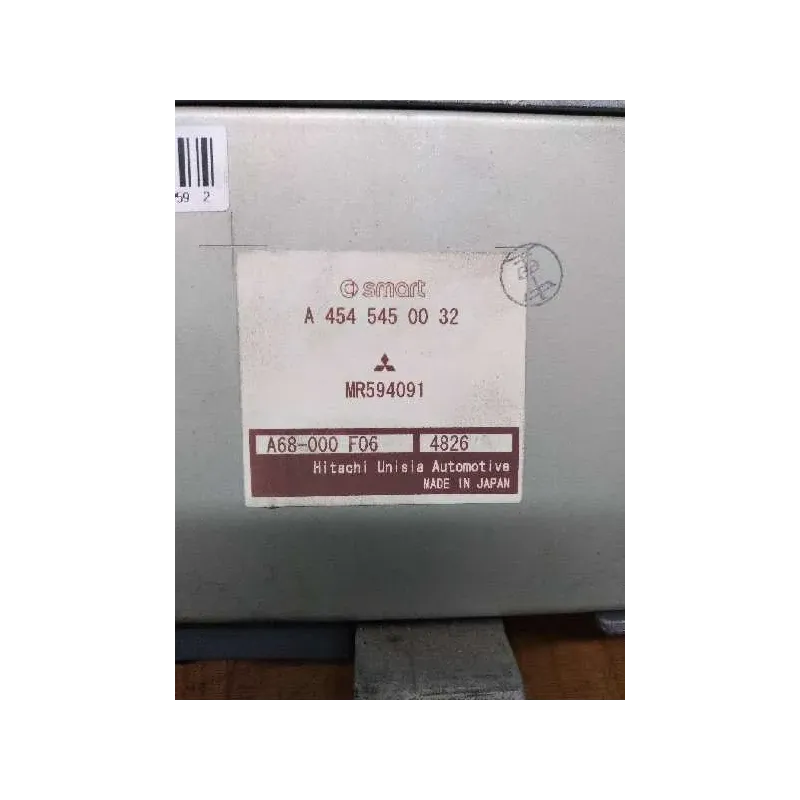 59 2
smart
A 454 545 00 32
MR594091
A68-000 F06 4826
Hitachi Unisia Automotive
MADE IN JAPAN